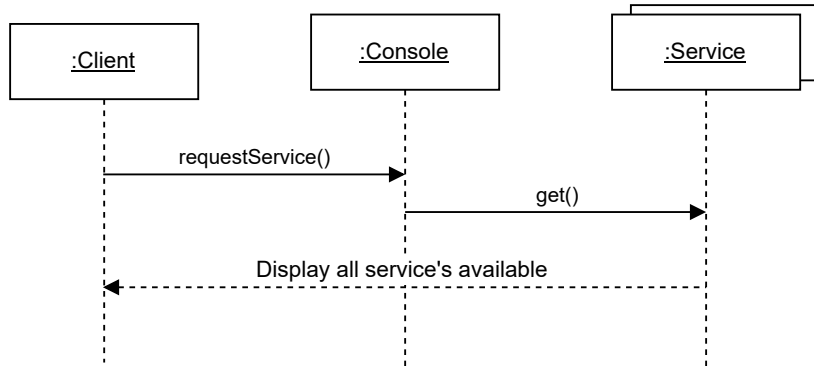 :Client
:Console
:Service
requestService()
get()
Display all service's available